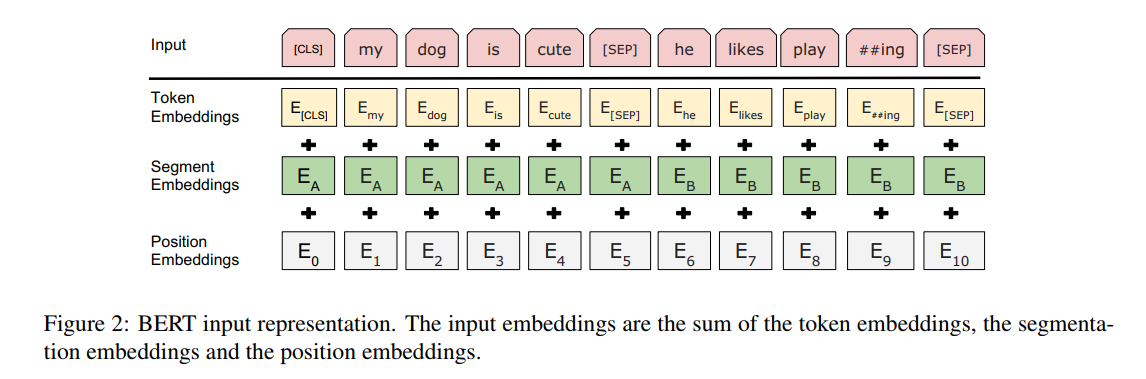 Input [CLS] my dog is cute [SEP] he likes play ##ing [SEP]
Token
Embeddings E[CLS] Emy Edog Eis Ecute E[SEP] Ehe Elikes Eplay E##ing E[SEP]
+ + + + + + + + + + +
Segment
Embeddings EA EA EA EA EA EA EB EB EB EB EB
+ + + + + + + + + + +
Position
Embeddings E0 E1 E2 E3 E4 E5 E6 E7 E8 E9 E10
Figure 2: BERT input representation. The input embeddings are the sum of the token embeddings, the segmenta-
tion embeddings and the position embeddings.